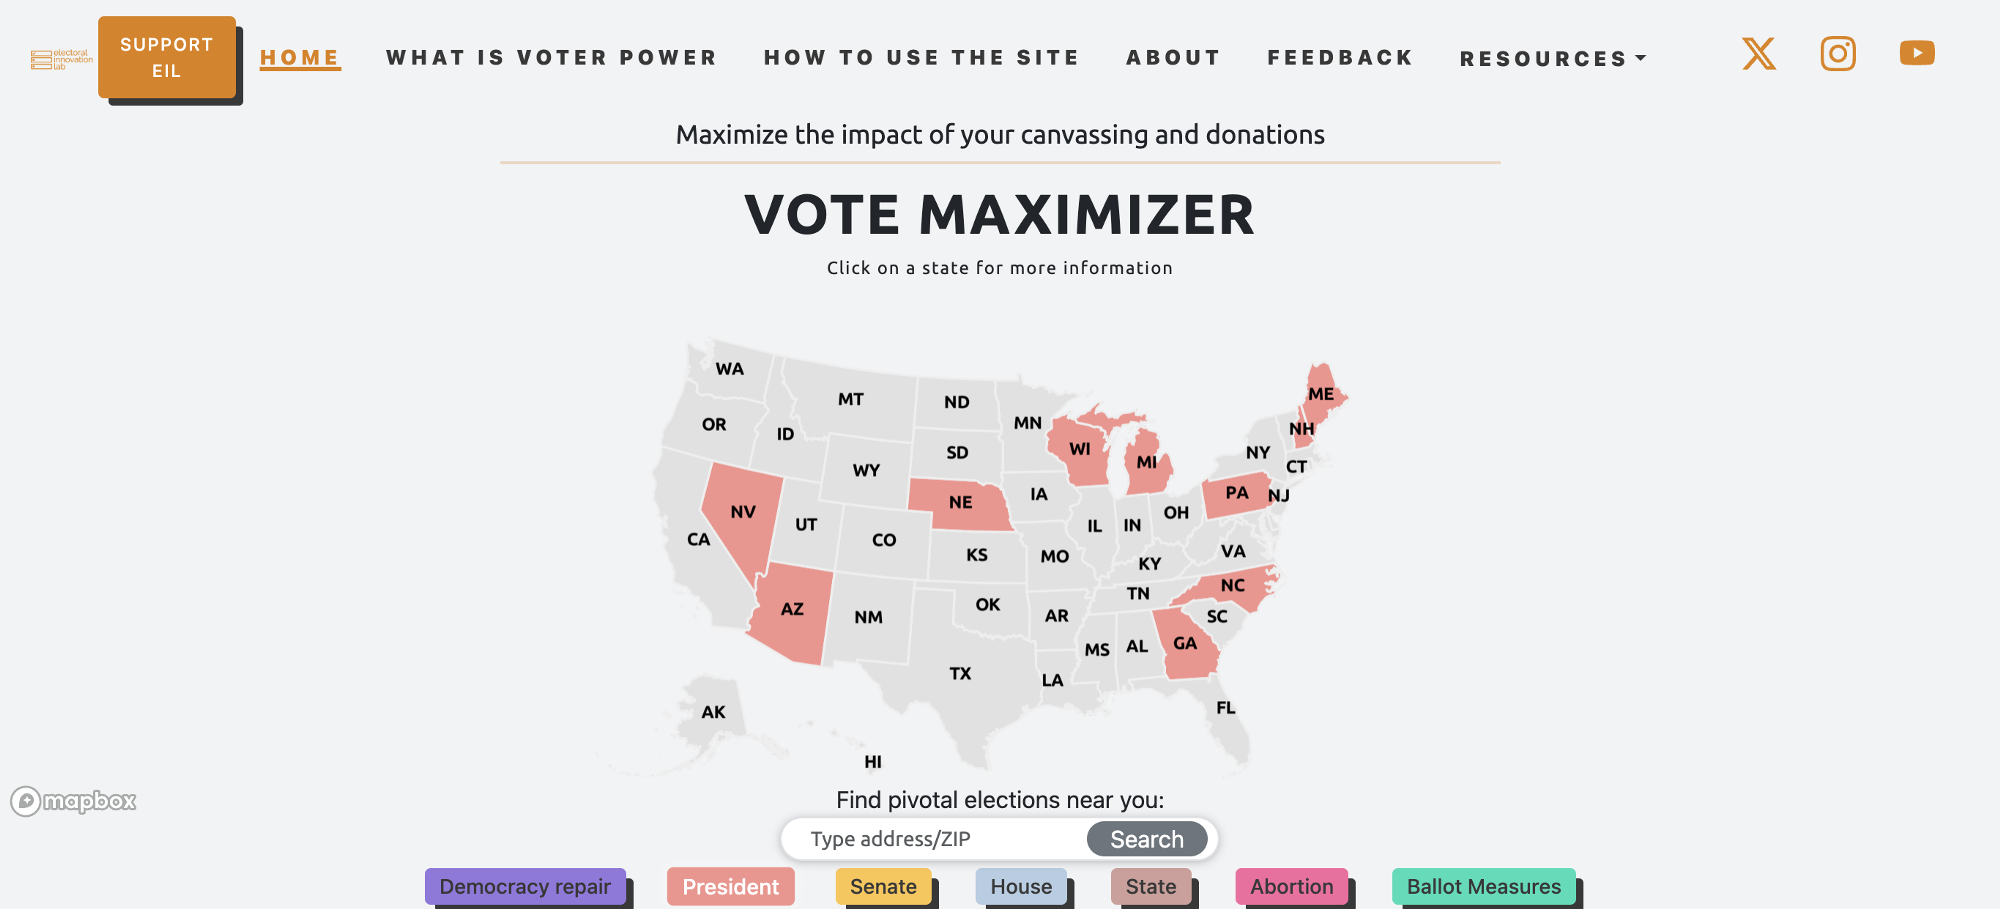 electoral
innovation
lab
SUPPORT
EIL
HOME
WHAT IS VOTER POWER
HOW TO USE THE SITE
ABOUT
FEEDBACK
RESOURCES
Maximize the impact of your canvassing and donations
VOTE MAXIMIZER
Click on a state for more information
WA
MT
ND
MN
ME
OR
ID
SD
WI
NH
WY
MI
NY
CT
NV
NE
IA
PA
NJ
UT
CO
IL
IN
OH
CA
KS
MO
KY
VA
AZ
NM
OK
AR
TN
NC
SC
TX
LA
MS
AL
GA
AK
FL
HI
mapbox
Find pivotal elections near you:
Type address/ZIP
Search
Democracy repair
President
Senate
House
State
Abortion
Ballot Measures